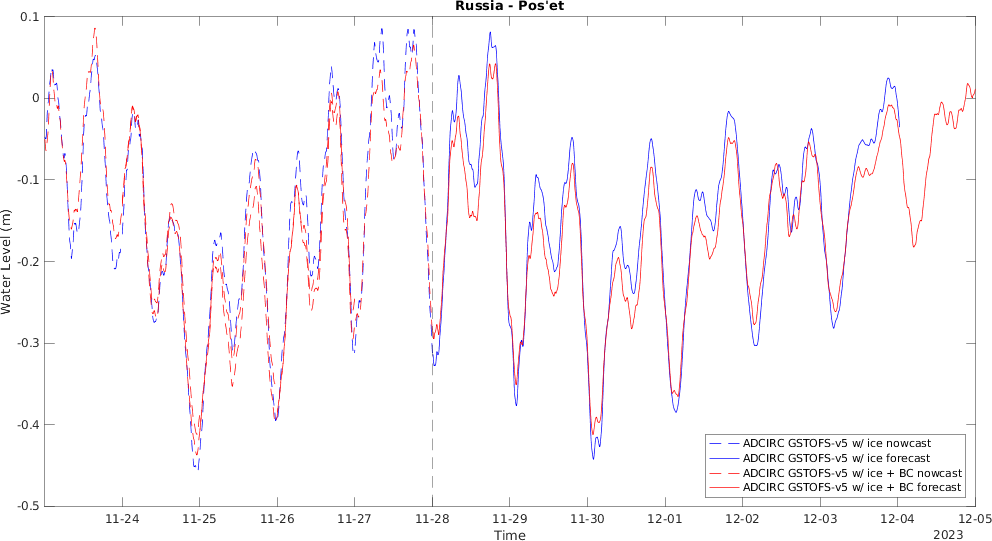 Russia - Pos'et
0.1
0
-0.1
-0.2
-0.3
-0.4
-0.5
Water Level (m)
11-24
11-25
11-26
11-27
11-28
11-29
11-30
12-01
12-02
12-03
12-04
12-05
Time
2023
ADCIRC GSTOFS-v5 w/ ice nowcast
ADCIRC GSTOFS-v5 w/ ice forecast
ADCIRC GSTOFS-v5 w/ ice + BC nowcast
ADCIRC GSTOFS-v5 w/ ice + BC forecast